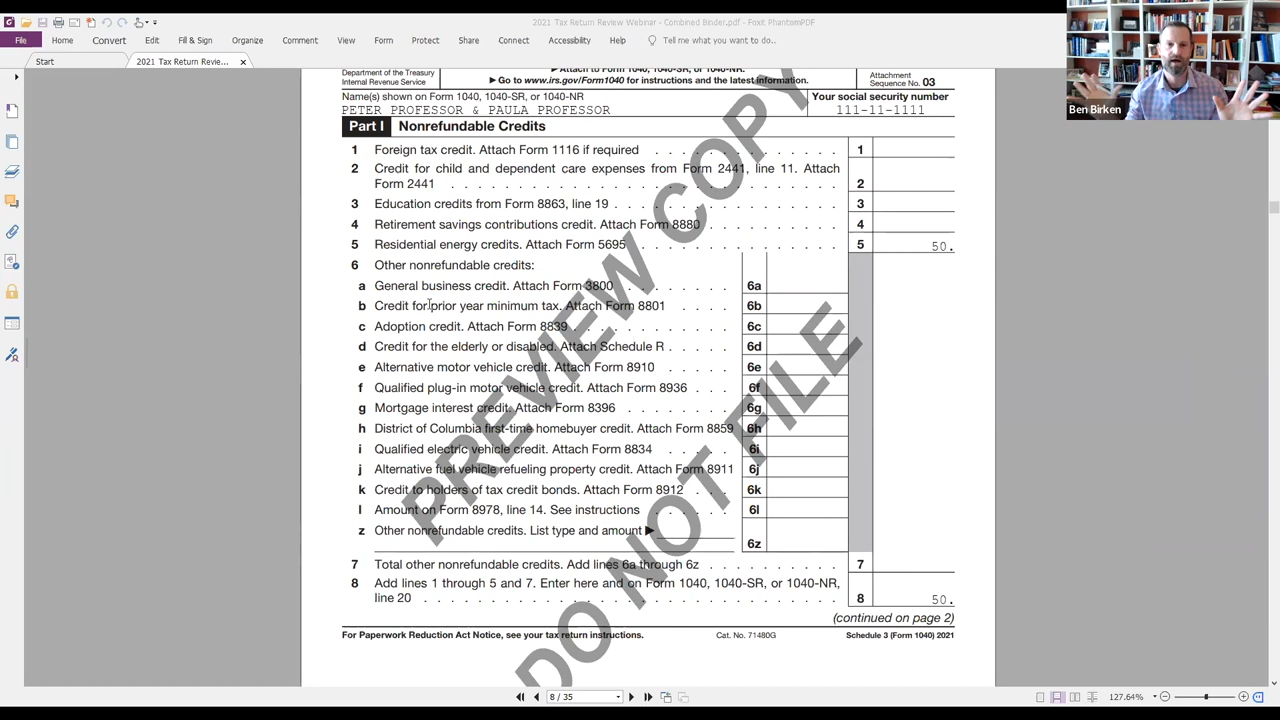 2021 Tax Return Review Webinar - Combined Binder.pdf - Foxit PhantomPDF
File Home Convert Edit Fill & Sign Organize Comment View Form Protect Share Connect Accessibility Help Tell me what you want to do..
Start 2021 Tax Return Revie...
Ben Birken
Department of the Treasury
Internal Revenue Service
▶ Attach to Form 1040, 1040-SR, or 1040-NR.
▶ Go to www.irs.gov/Form1040 for instructions and the latest information.
Attachment
Sequence No. 03
Name(s) shown on Form 1040, 1040-SR, or 1040-NR
Your social security number
PETER PROFESSOR & PAULA PROFESSOR
111-11-1111
Part I Nonrefundable Credits
1 Foreign tax credit. Attach Form 1116 if required . . . . . . . . . . . . 1
2 Credit for child and dependent care expenses from Form 2441, line 11. Attach
Form 2441 . . . . . . . . . . . . . . . . . . . . . . . . . 2
3 Education credits from Form 8863, line 19 . . . . . . . . . . . . . . 3
4 Retirement savings contributions credit. Attach Form 8880 . . . . . . . . 4
5 Residential energy credits. Attach Form 5695 . . . . . . . . . . . . . 5 50.
6 Other nonrefundable credits:
a General business credit. Attach Form 3800 . . . . . . . . 6a
b Credit for prior year minimum tax. Attach Form 8801 . . . . . 6b
c Adoption credit. Attach Form 8839 . . . . . . . . . . . 6c
d Credit for the elderly or disabled. Attach Schedule R . . . . . 6d
e Alternative motor vehicle credit. Attach Form 8910 . . . . . 6e
f Qualified plug-in motor vehicle credit. Attach Form 8936 . . . 6f
g Mortgage interest credit. Attach Form 8396 . . . . . . . . 6g
h District of Columbia first-time homebuyer credit. Attach Form 8859 6h
i Qualified electric vehicle credit. Attach Form 8834 . . . . . 6i
j Alternative fuel vehicle refueling property credit. Attach Form 8911 6j
k Credit to holders of tax credit bonds. Attach Form 8912 . . . 6k
l Amount on Form 8978, line 14. See instructions . . . . . . 6l
z Other nonrefundable credits. List type and amount ▶
6z
7 Total other nonrefundable credits. Add lines 6a through 6z . . . . . . . . 7
8 Add lines 1 through 5 and 7. Enter here and on Form 1040, 1040-SR, or 1040-NR,
line 20 . . . . . . . . . . . . . . . . . . . . . . . . . . 8 50.
(continued on page 2)
For Paperwork Reduction Act Notice, see your tax return instructions. Cat. No. 71480G Schedule 3 (Form 1040) 2021
PREVIEW COPY
DO NOT FILE
8 / 35
127.64%